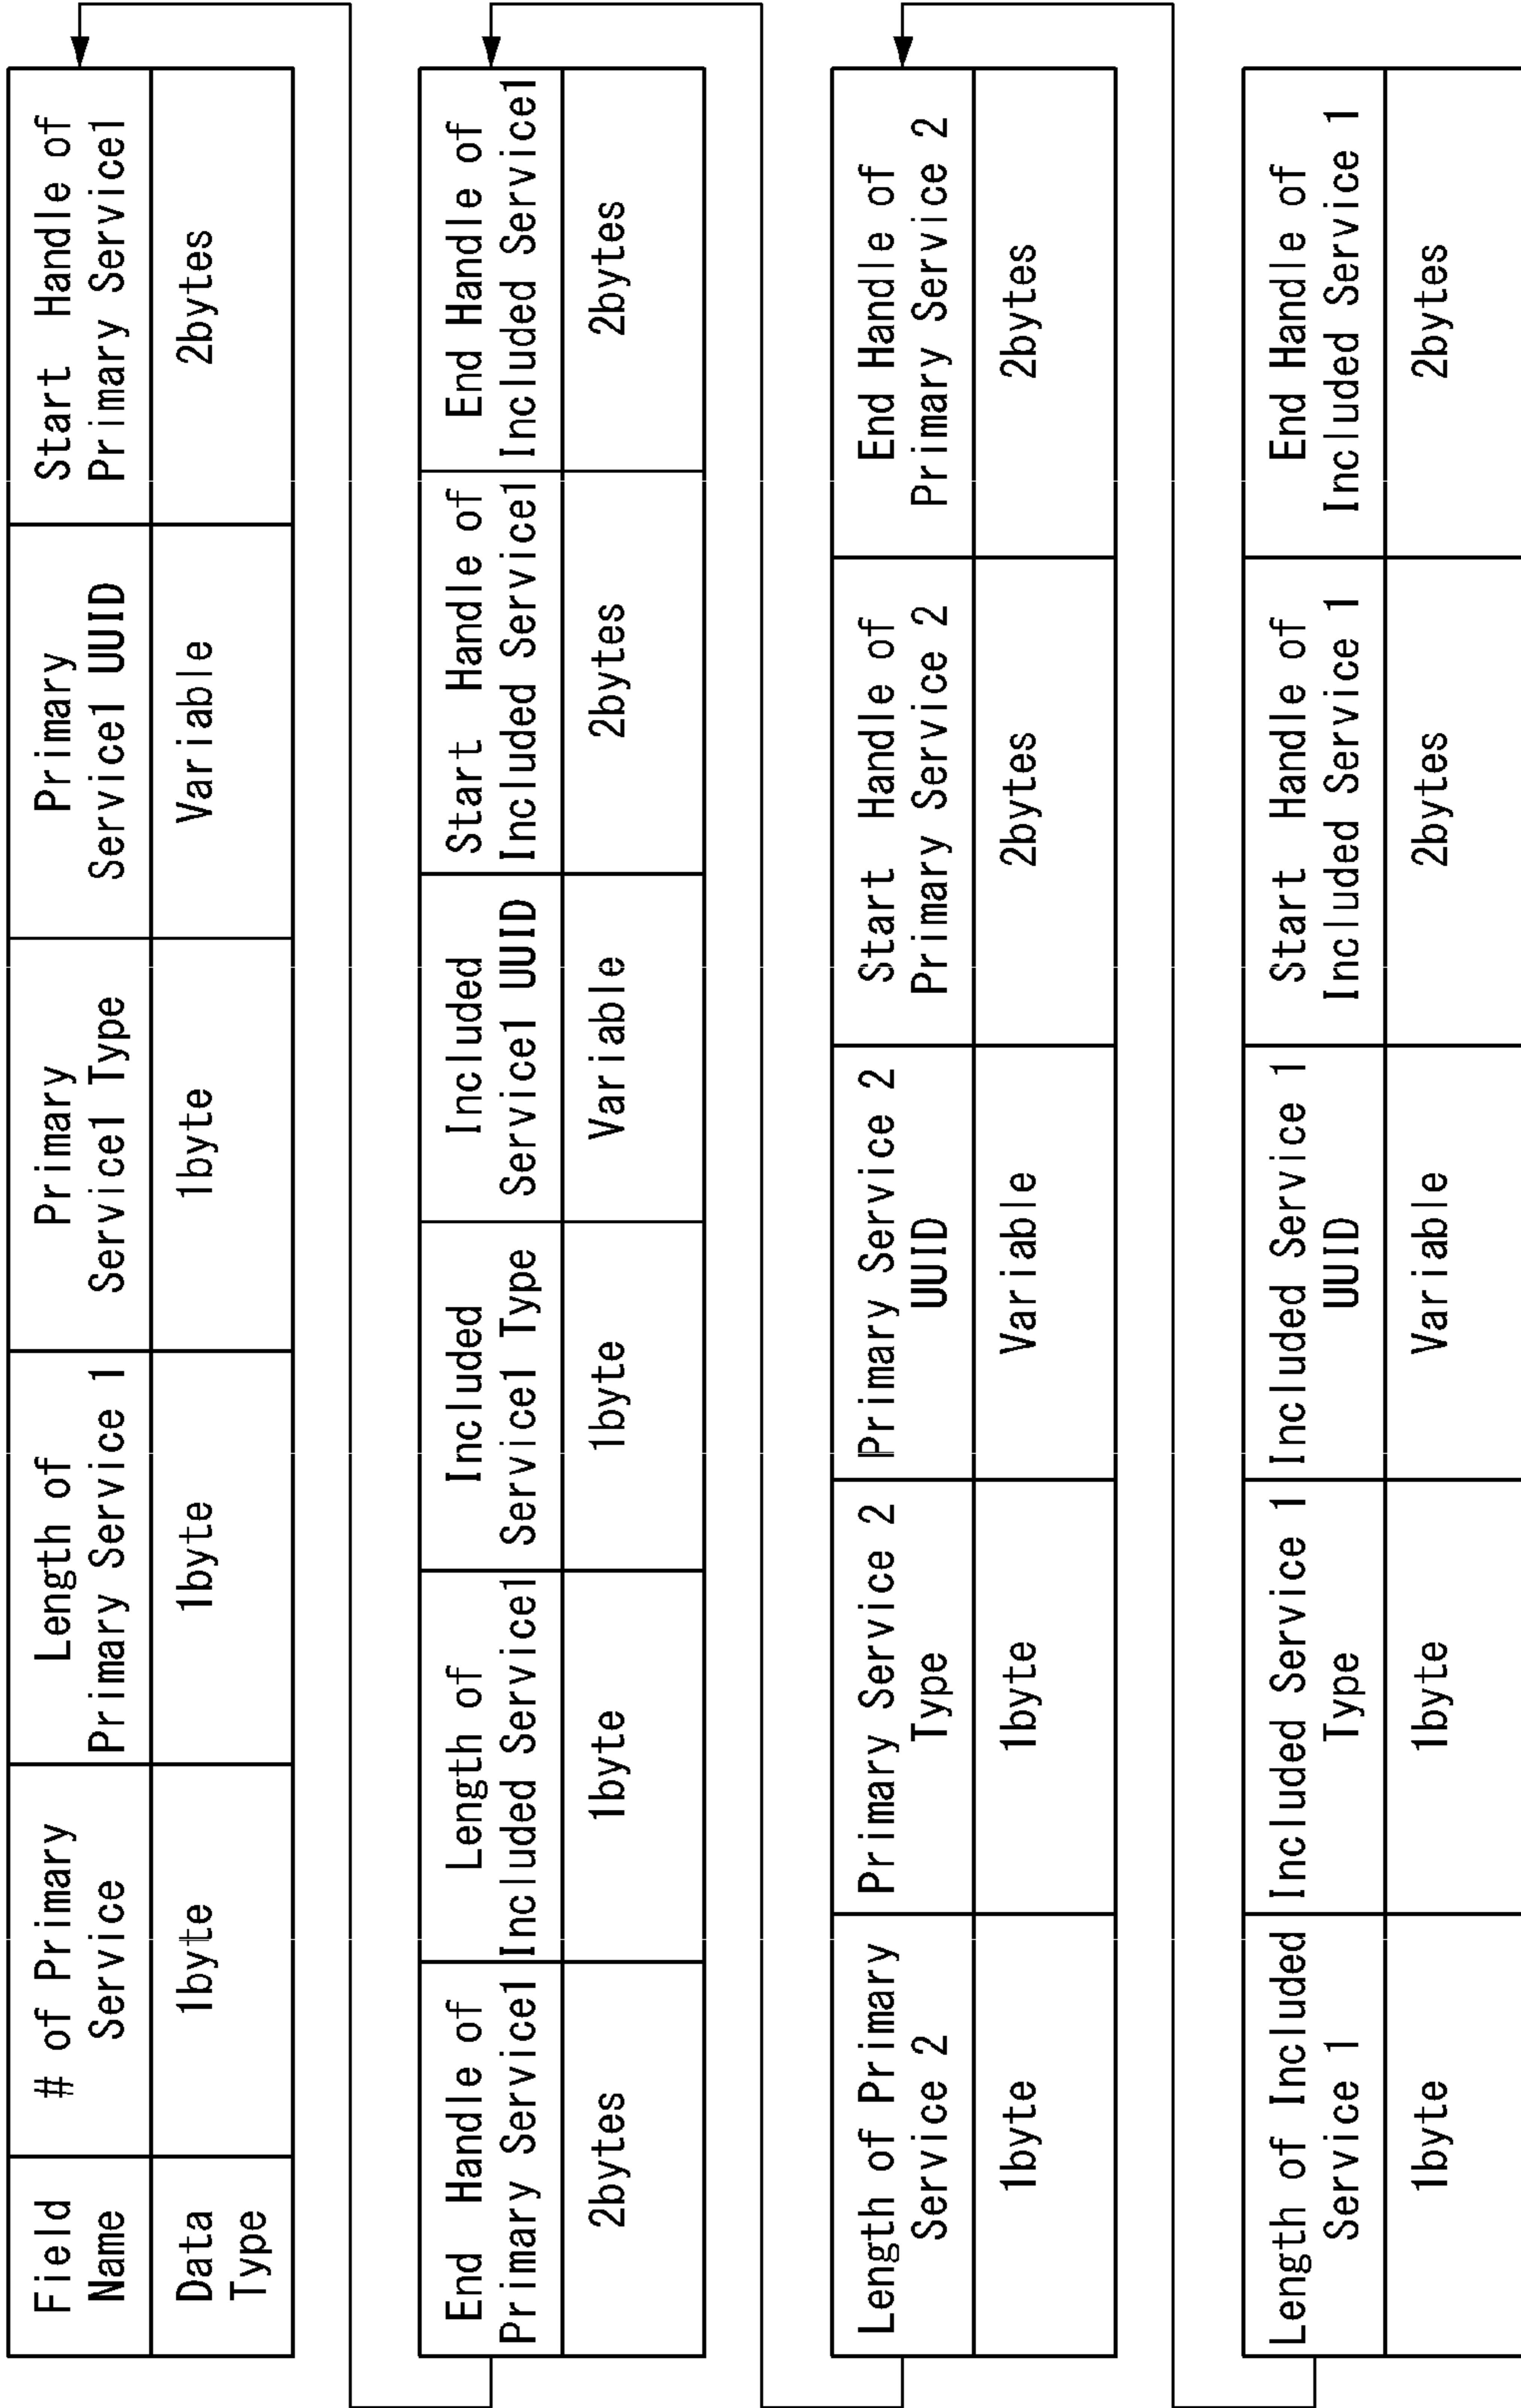 Field
Name
# of Primary
Service
Length of
Primary Service 1
Primary
Service1 Type
Primary
Service1 UUID
Start Handle of
Primary Service1
Data
Type
1byte
1byte
1byte
Variable
2bytes
End Handle of
Primary Service1
Length of
Included Service1
Included
Service1 Type
Included
Service1 UUID
Start Handle of
Included Service1
End Handle of
Included Service1
2bytes
1byte
1byte
Variable
2bytes
2bytes
Length of Primary
Service 2
Primary Service 2
Type
Primary Service 2
UUID
Start Handle of
Primary Service 2
End Handle of
Primary Service 2
1byte
1byte
Variable
2bytes
2bytes
Length of Included
Service 1
Included Service 1
Type
Included Service 1
UUID
Start Handle of
Included Service 1
End Handle of
Included Service 1
1byte
1byte
Variable
2bytes
2bytes